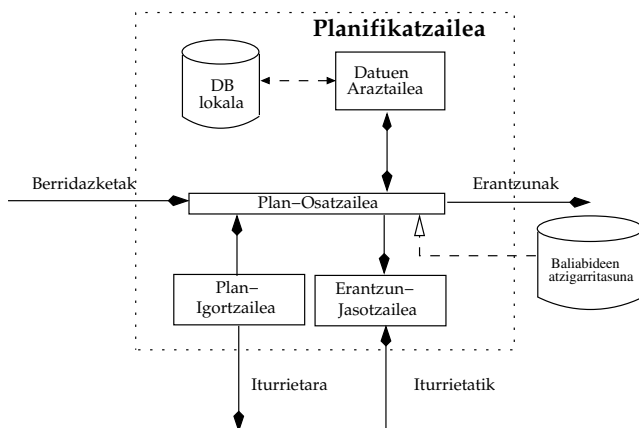 Planifikatzailea
DB
lokala
Datuen
Araztailea
Berridazketak
Erantzunak
Plan−Osatzailea
Baliabideen
atzigarritasuna
Plan−
Igortzailea
Erantzun−
Jasotzailea
Iturrietara
Iturrietatik